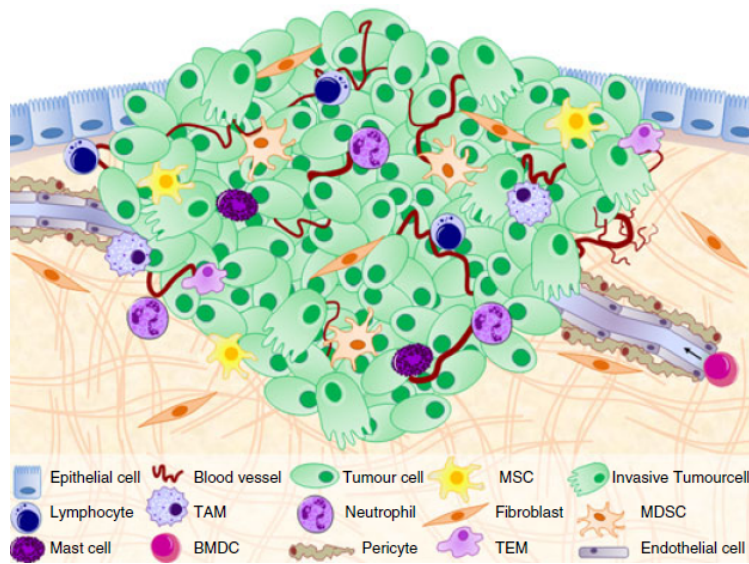 Epithelial cell Blood vessel Tumour cell MSC Invasive Tumourcell
Lymphocyte TAM Neutrophil Fibroblast MDSC
Mast cell BMDC Pericyte TEM Endothelial cell